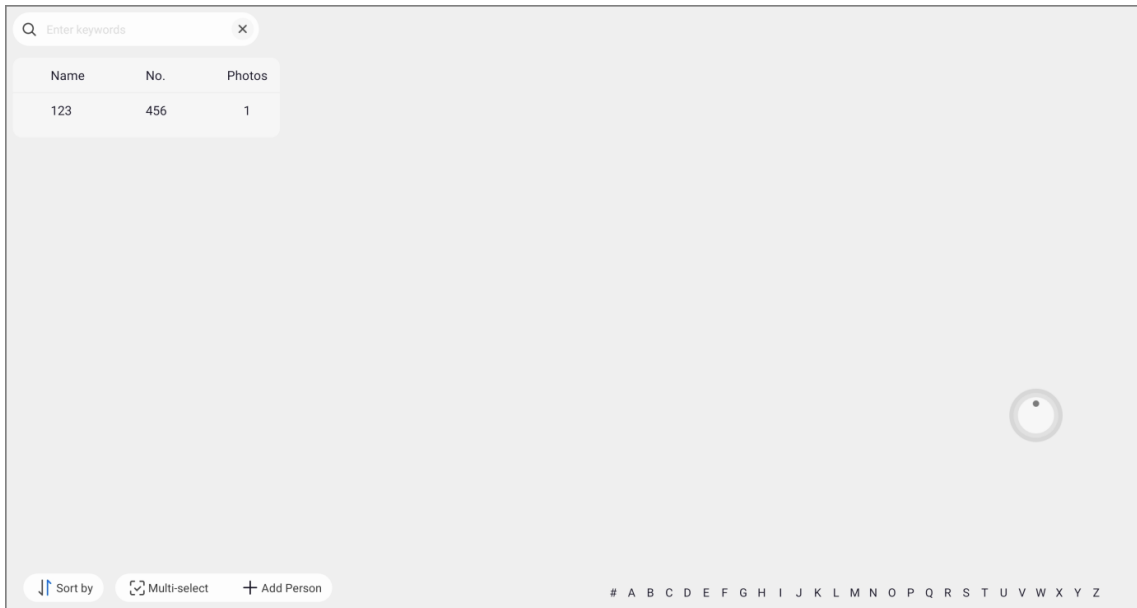 Enter keywords
Name No. Photos
123 456 1
Sort by Multi-select Add Person
# A B C D E F G H I J K L M N O P Q R S T U V W X Y Z